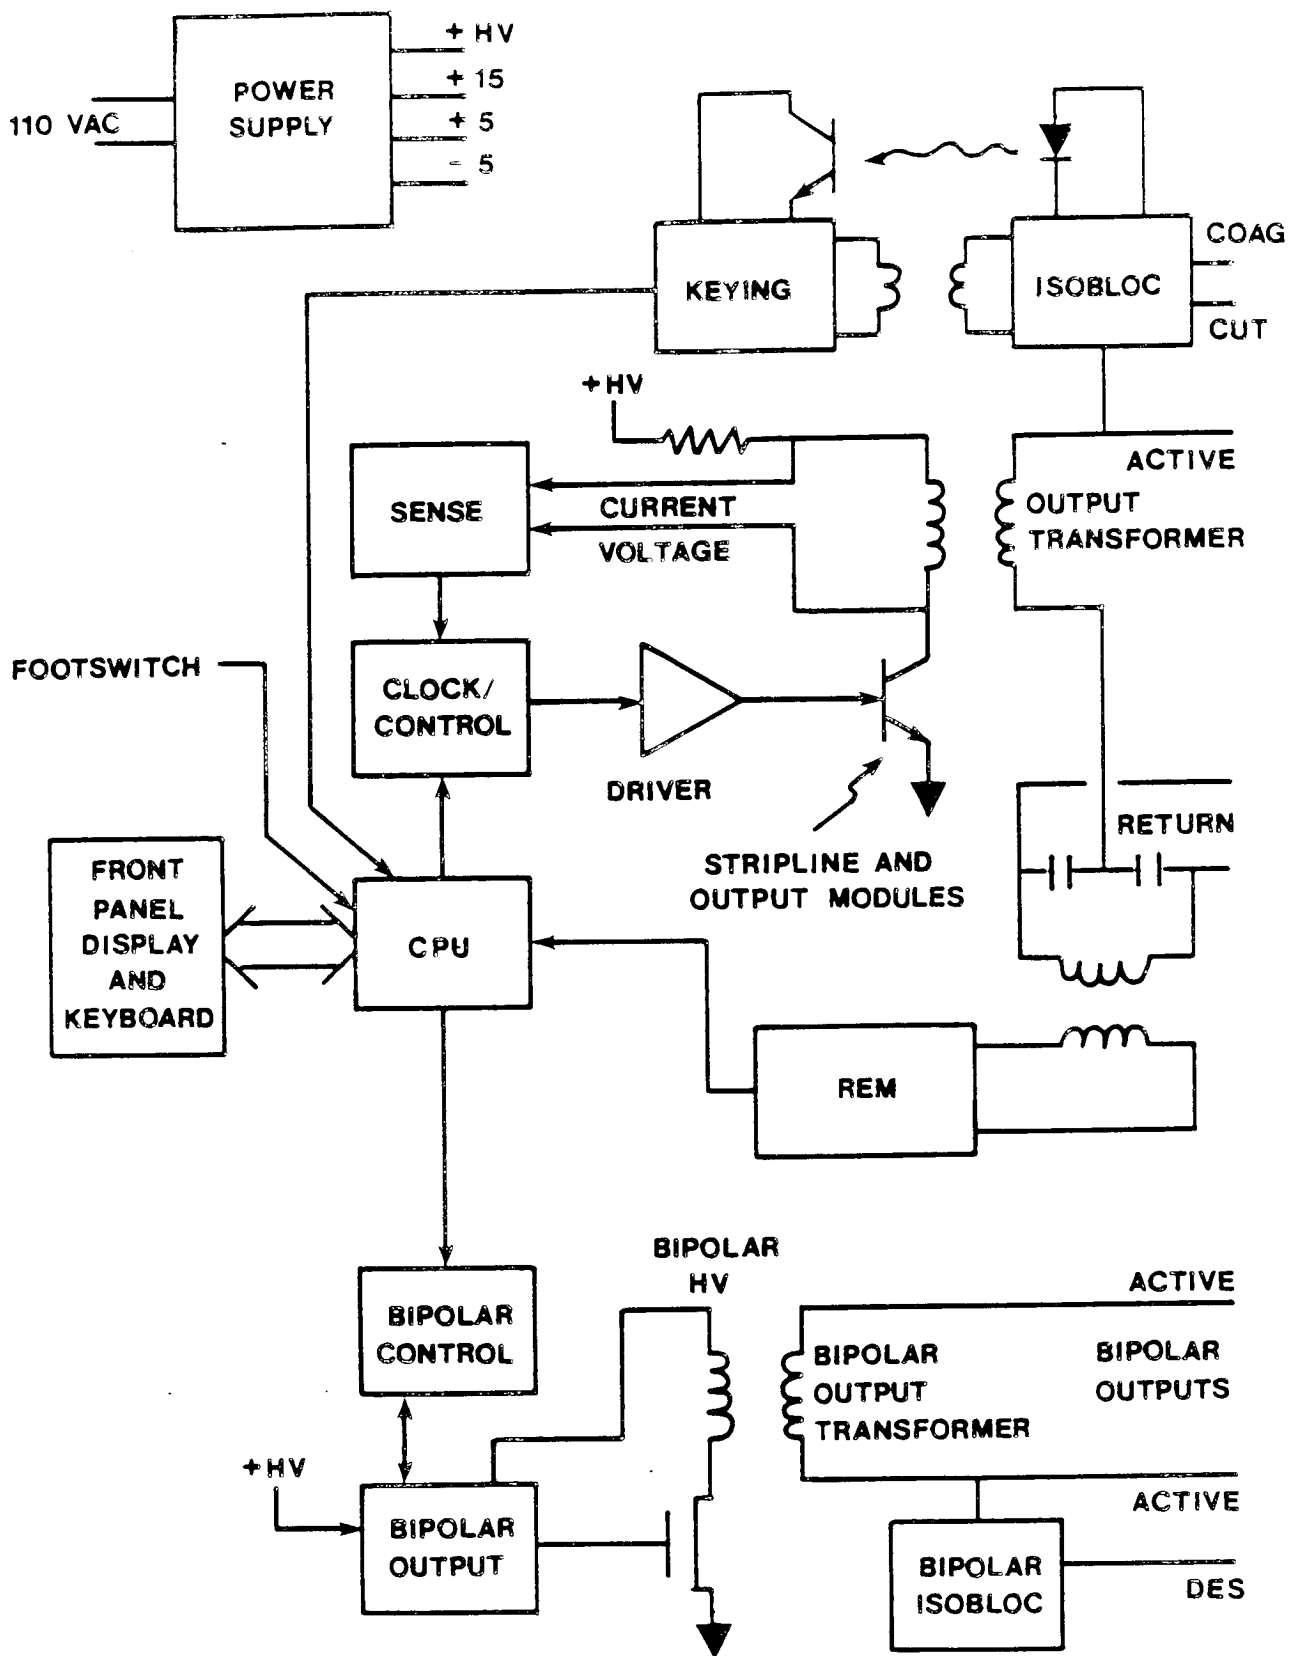 + HV
POWER
SUPPLY
+ 15
110 VAC
+ 5
- 5
KEYING
ISOBLOC
COAG
CUT
+HV
ACTIVE
SENSE
CURRENT
VOLTAGE
OUTPUT
TRANSFORMER
FOOTSWITCH
CLOCK/
CONTROL
DRIVER
STRIPLINE AND
OUTPUT MODULES
RETURN
FRONT
PANEL
DISPLAY
AND
KEYBOARD
CPU
REM
BIPOLAR
HV
BIPOLAR
CONTROL
ACTIVE
BIPOLAR
OUTPUT
TRANSFORMER
BIPOLAR
OUTPUTS
+HV
BIPOLAR
OUTPUT
ACTIVE
BIPOLAR
ISOBLOC
DES